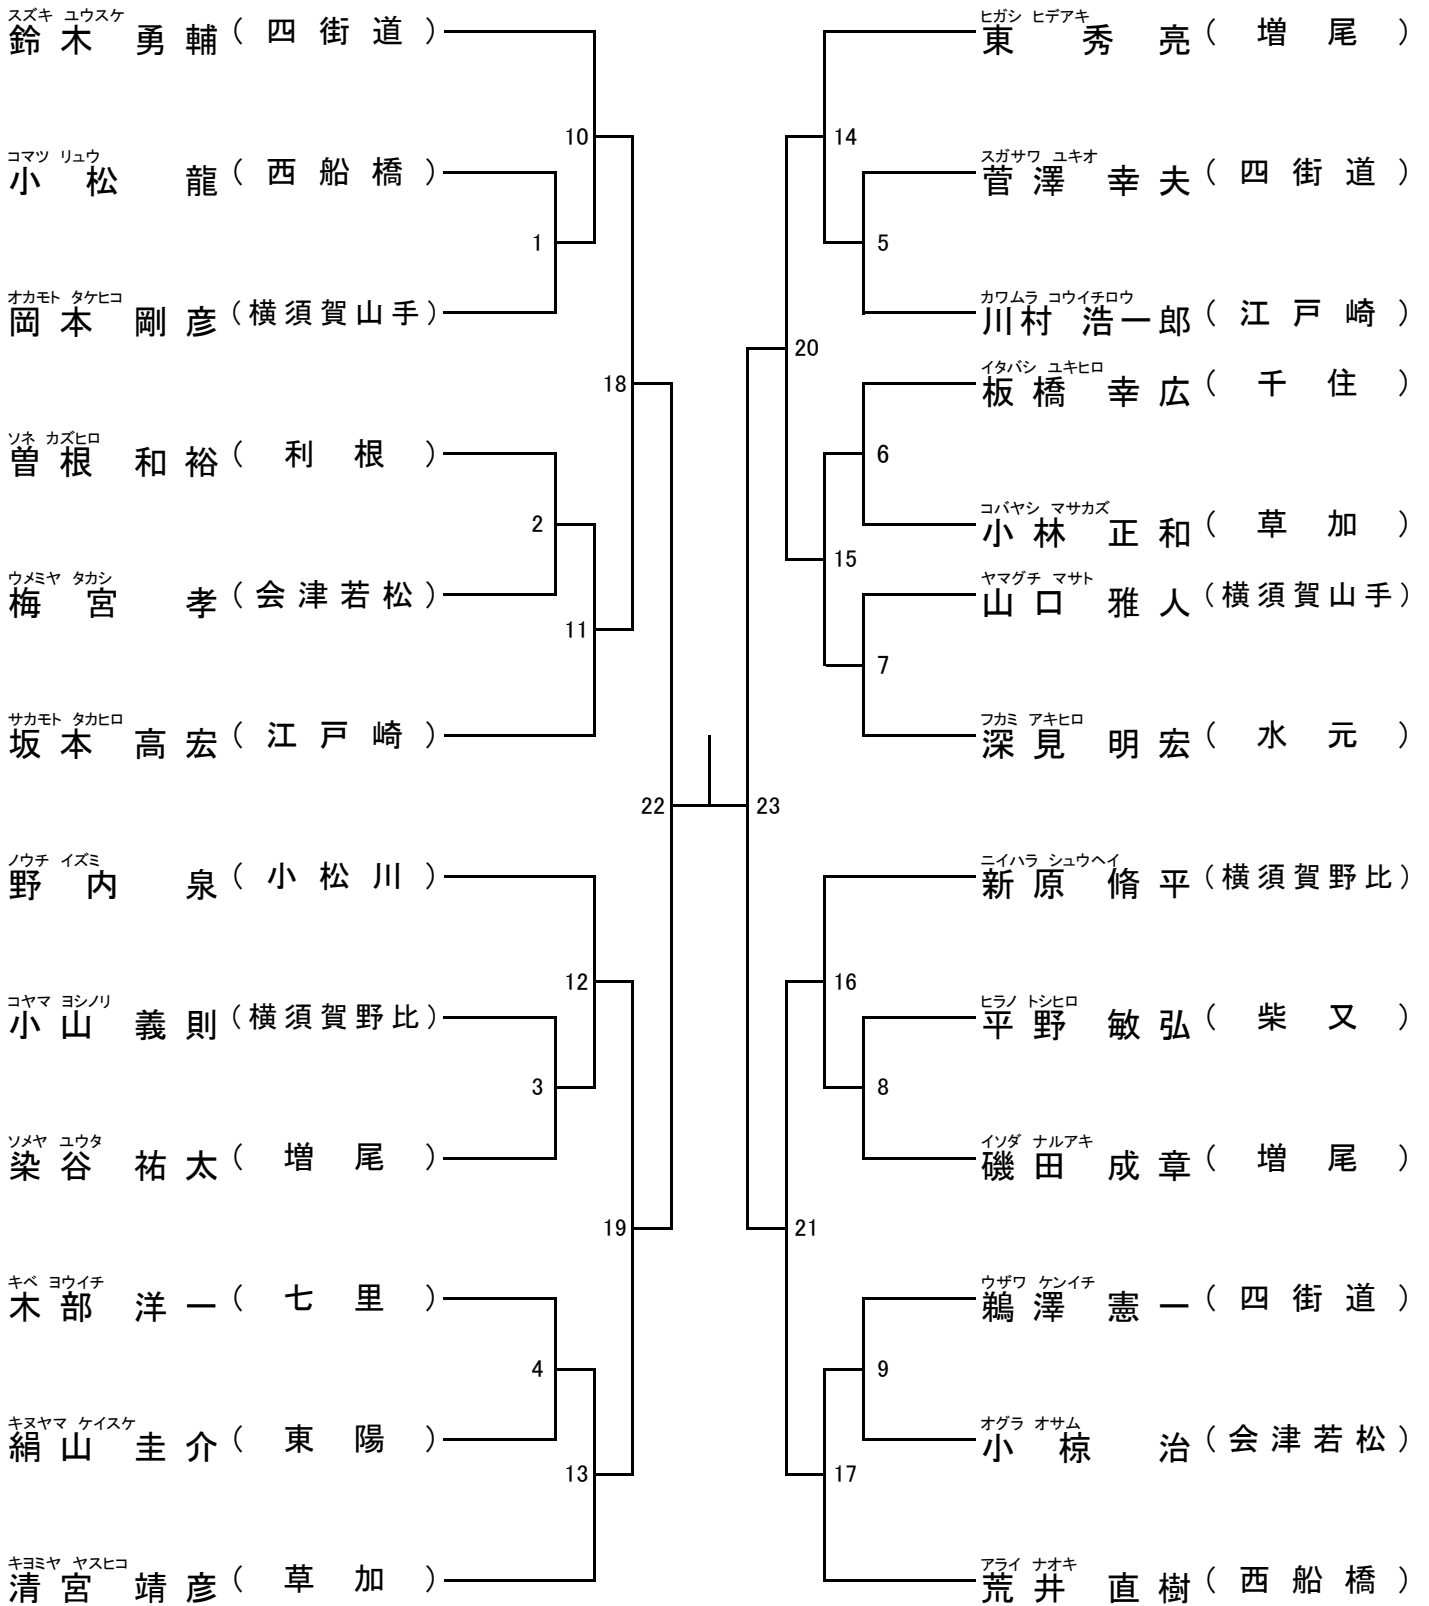 スズキ ユウスケ
鈴木 勇輔 ( 四街道 )
コマツ リュウ
小松 龍 ( 西船橋 )
オカモト タケヒコ
岡本 剛彦 ( 横須賀山手 )
ソネ カズヒロ
曽根 和裕 ( 利根 )
ウメミヤ タカシ
梅宮 孝 ( 会津若松 )
サカモト タカヒロ
坂本 高宏 ( 江戸崎 )
ノウチ イズミ
野内 泉 ( 小松川 )
コヤマ ヨシノリ
小山 義則 ( 横須賀野比 )
ソメヤ ユウタ
染谷 祐太 ( 増尾 )
キベ ヨウイチ
木部 洋一 ( 七里 )
キヌヤマ ケイスケ
絹山 圭介 ( 東陽 )
キヨミヤ ヤスヒコ
清宮 靖彦 ( 草加 )
1
2
3
4
10
11
12
13
18
19
22
23
20
21
14
15
16
17
5
6
7
8
9
ヒガシ ヒデアキ
東 秀亮 ( 増尾 )
スガサワ ユキオ
菅澤 幸夫 ( 四街道 )
カワムラ コウイチロウ
川村 浩一郎 ( 江戸崎 )
イタバシ ユキヒロ
板橋 幸広 ( 千住 )
コバヤシ マサカズ
小林 正和 ( 草加 )
ヤマグチ マサト
山口 雅人 ( 横須賀山手 )
フカミ アキヒロ
深見 明宏 ( 水元 )
ニイハラ シュウヘイ
新原 脩平 ( 横須賀野比 )
ヒラノ トシヒロ
平野 敏弘 ( 柴又 )
イソダ ナルアキ
磯田 成章 ( 増尾 )
ウザワ ケンイチ
鵜澤 憲一 ( 四街道 )
オグラ オサム
小椋 治 ( 会津若松 )
アライ ナオキ
荒井 直樹 ( 西船橋 )